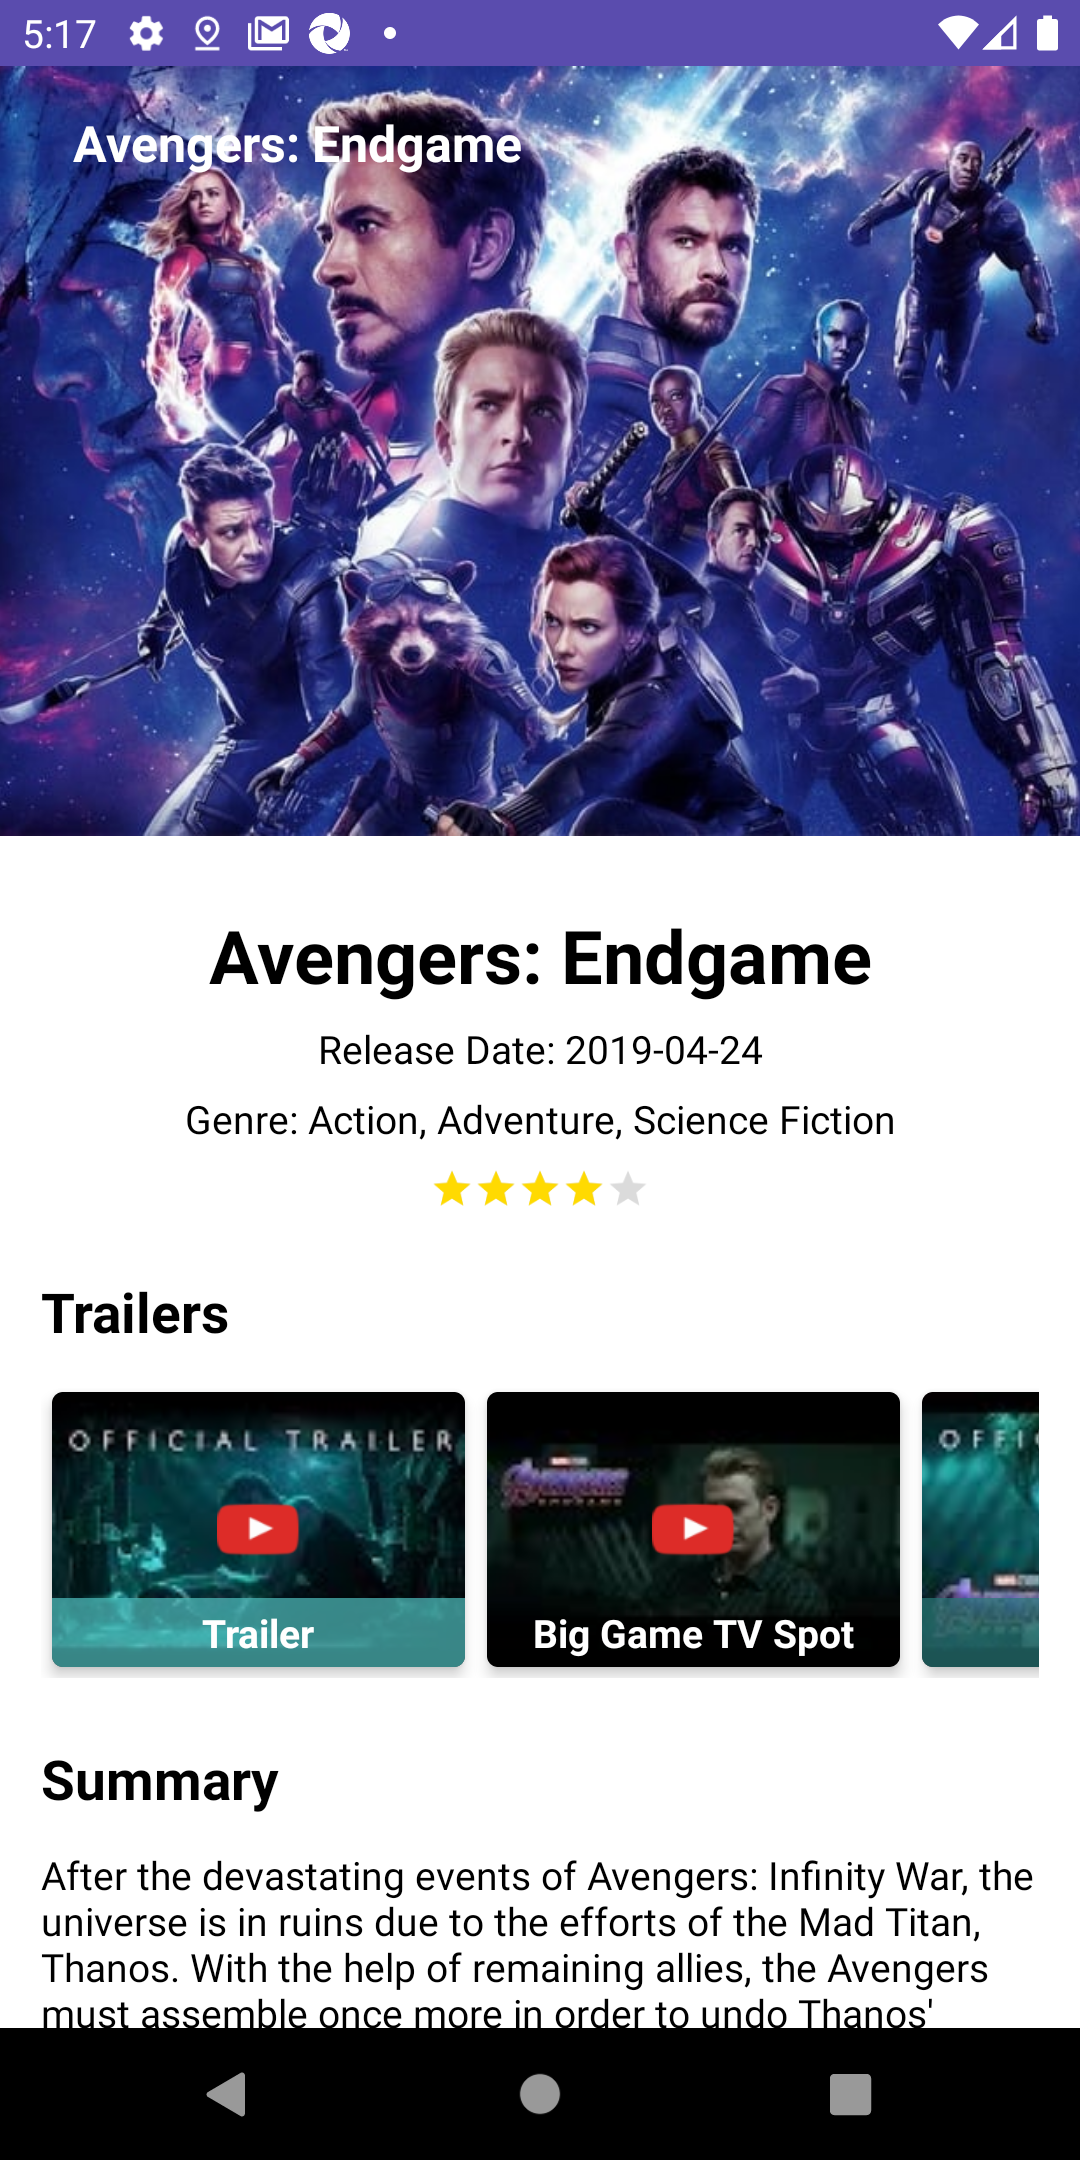 5:17
Avengers: Endgame
Avengers: Endgame
Release Date: 2019-04-24
Genre: Action, Adventure, Science Fiction
Trailers
OFFICIAL TRAILER
Trailer
AVENGERS
Big Game TV Spot
OFFI
Summary
After the devastating events of Avengers: Infinity War, the
universe is in ruins due to the efforts of the Mad Titan,
Thanos. With the help of remaining allies, the Avengers
must assemble once more in order to undo Thanos'